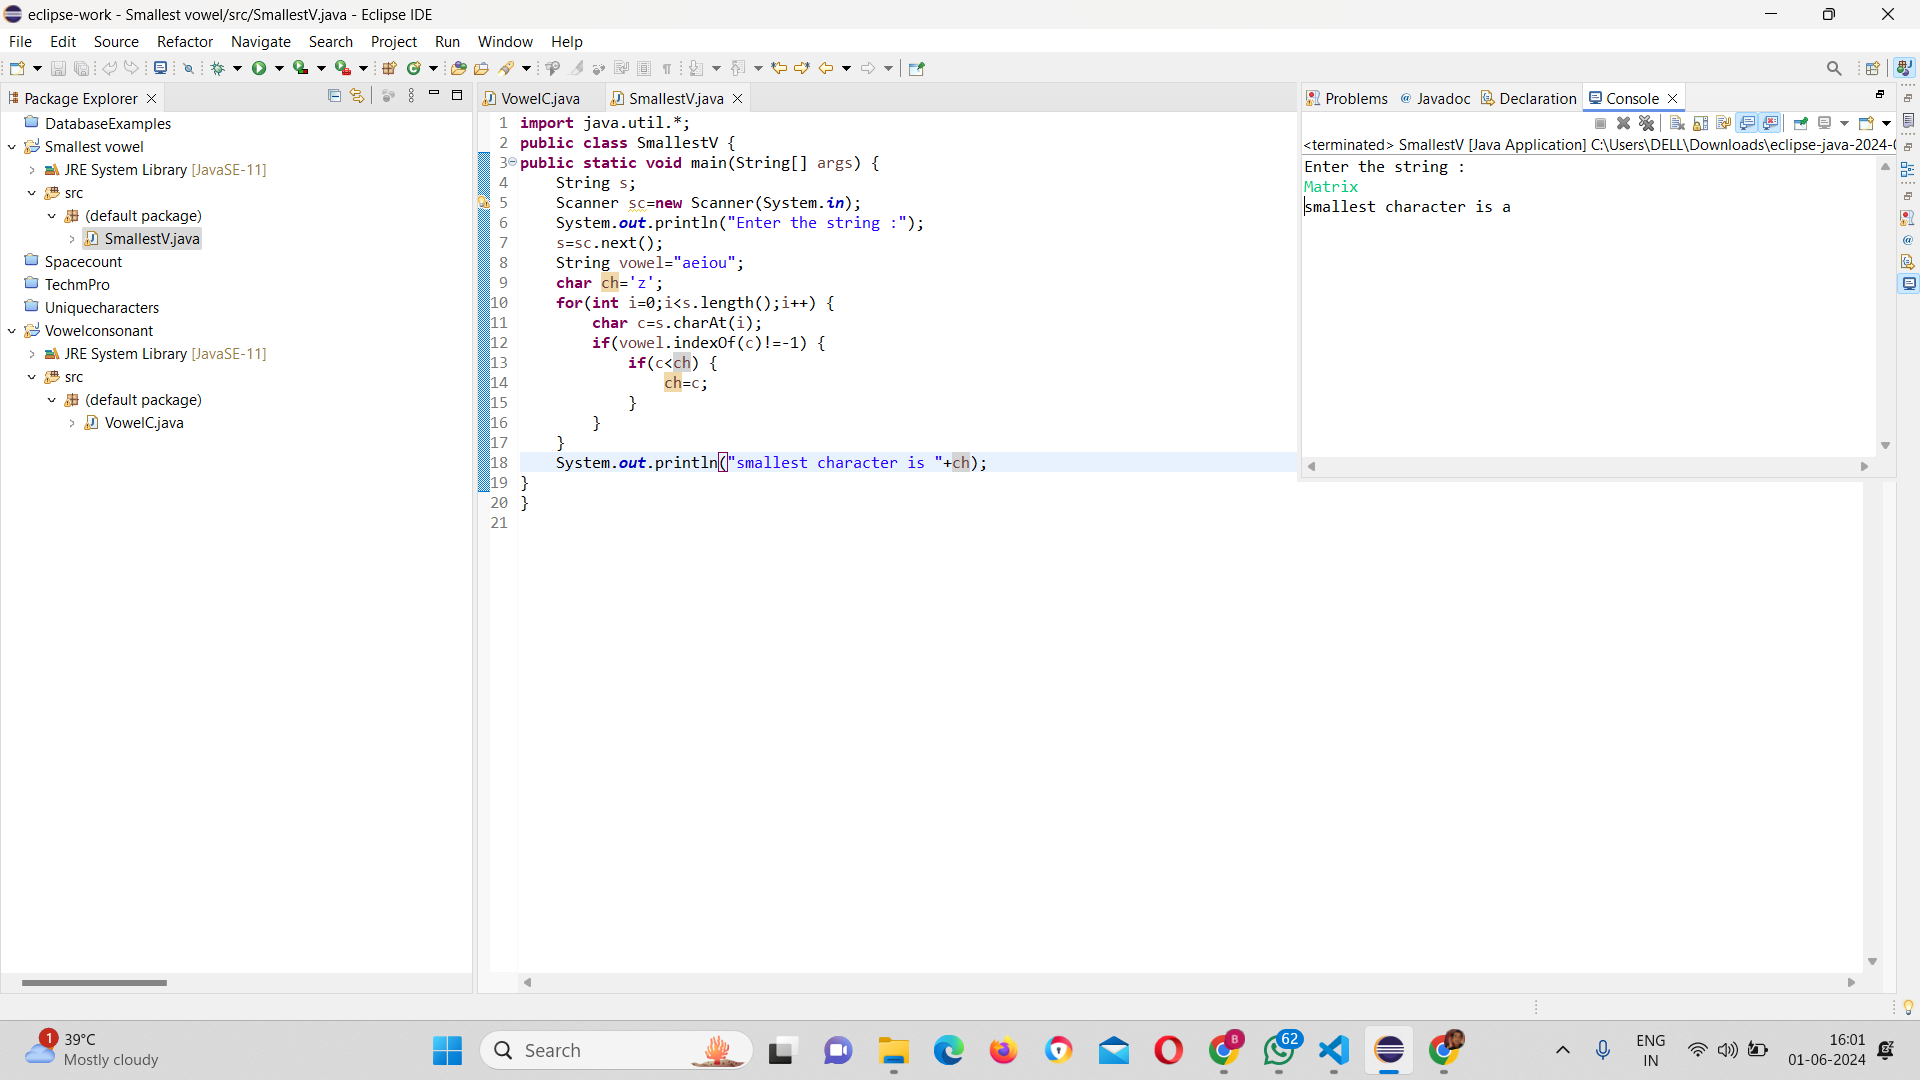 eclipse-work - Smallest vowel/src/SmallestV.java - Eclipse IDE
File Edit Source Refactor Navigate Search Project Run Window Help
Package Explorer
DatabaseExamples
Smallest vowel
JRE System Library [JavaSE-11]
src
(default package)
SmallestV.java
Spacecount
TechmPro
Uniquecharacters
Vowelconsonant
JRE System Library [JavaSE-11]
src
(default package)
VowelC.java
VowelC.java SmallestV.java
1 import java.util.*;
2 public class SmallestV {
3 public static void main(String[] args) {
4 String s;
5 Scanner sc=new Scanner(System.in);
6 System.out.println("Enter the string :");
7 s=sc.next();
8 String vowel="aeiou";
9 char ch='z';
10 for(int i=0;i<s.length();i++) {
11 char c=s.charAt(i);
12 if(vowel.indexOf(c)!=-1) {
13 if(c<ch) {
14 ch=c;
15 }
16 }
17 }
18 System.out.println("smallest character is "+ch);
19 }
20 }
21
Problems Javadoc Declaration Console
<terminated> SmallestV [Java Application] C:\Users\DELL\Downloads\eclipse-java-2024-0
Enter the string :
Matrix
smallest character is a
1 39°C
Mostly cloudy
Search
B
62
ENG
IN
16:01
01-06-2024